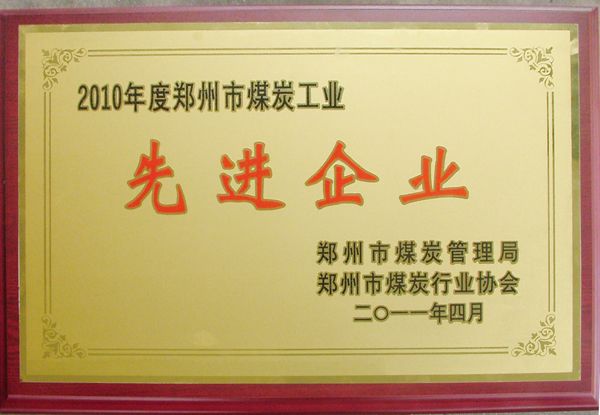 2010年度郑州市煤炭工业
先进企业
郑州市煤炭管理局
郑州市煤炭行业协会
二〇一一年四月